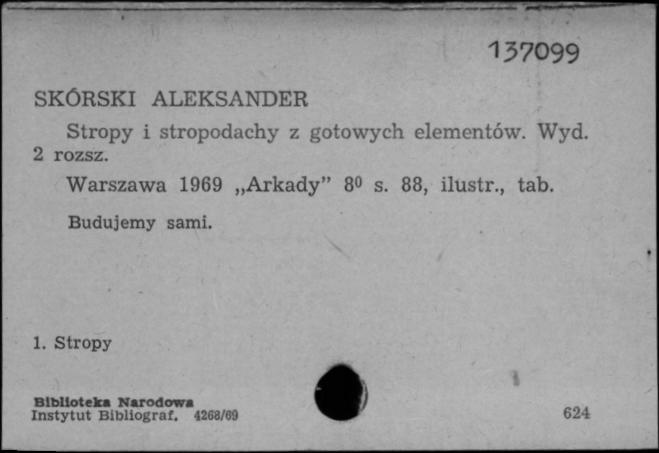 137099
SKÓRSKI ALEKSANDER
Stropy i stropodachy z gotowych elementów. Wyd.
2 rozsz.
Warszawa 1969 „Arkady” 8⁰ s. 88, ilustr., tab.
Budujemy sami.
1. Stropy
Biblioteka Narodowa
Instytut Bibliograf. 4268/69
624